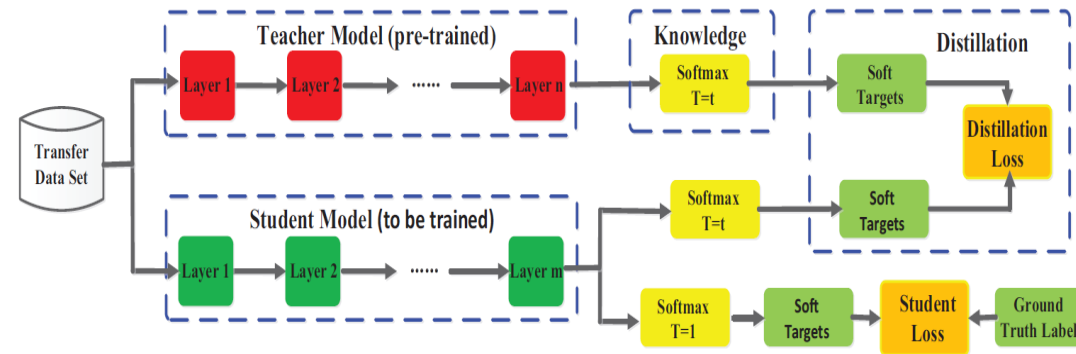 Teacher Model (pre-trained)
Layer 1
Layer 2
......
Layer n
Knowledge
Softmax
T=t
Distillation
Soft
Targets
Distillation
Loss
Transfer
Data Set
Student Model (to be trained)
Layer 1
Layer 2
......
Layer m
Softmax
T=t
Soft
Targets
Softmax
T=1
Soft
Targets
Student
Loss
Ground
Truth Label